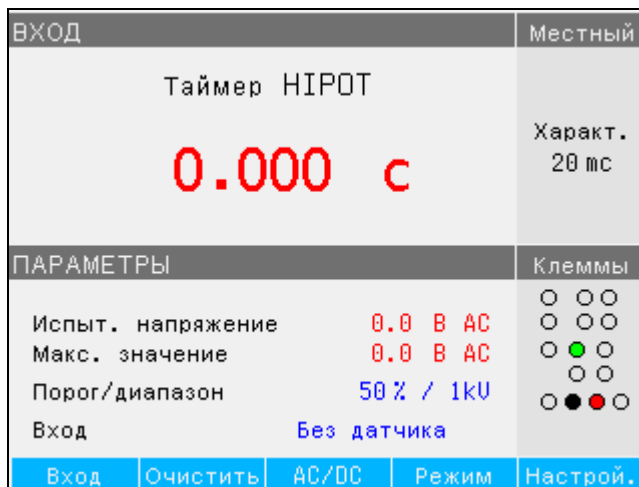 ВХОД
Местный
Таймер HIPOT
0.000 с
Характ.
20 mс
ПАРАМЕТРЫ
Клеммы
Испыт. напряжение 0.0 В AC
Макс. значение 0.0 В AC
Порог/диапазон 50% / 1kV
Вход Без датчика
Вход Очистить AC/DC Режим Настрой.